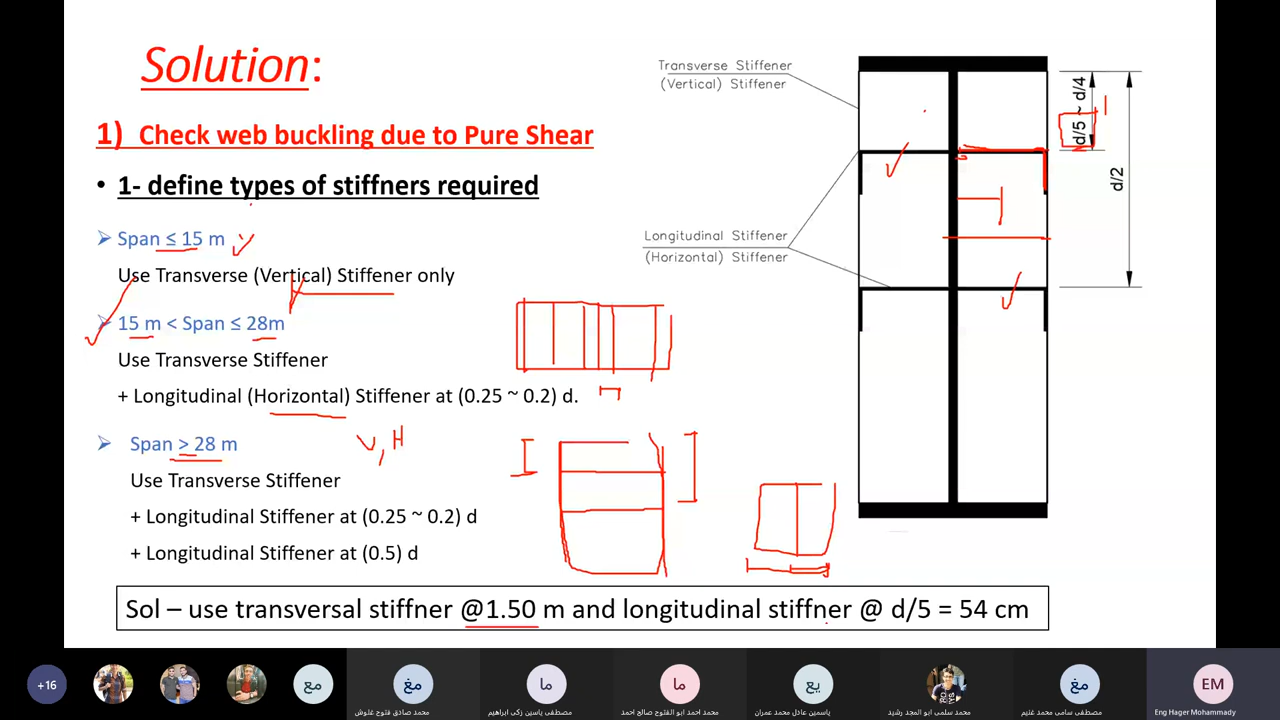 Solution:
1) Check web buckling due to Pure Shear
• 1- define types of stiffners required
Span ≤ 15 m
Use Transverse (Vertical) Stiffener only
15 m < Span ≤ 28m
Use Transverse Stiffener
+ Longitudinal (Horizontal) Stiffener at (0.25 ~ 0.2) d.
Span > 28 m
V, H
Use Transverse Stiffener
+ Longitudinal Stiffener at (0.25 ~ 0.2) d
+ Longitudinal Stiffener at (0.5) d
Transverse Stiffener
(Vertical) Stiffener
Longitudinal Stiffener
(Horizontal) Stiffener
d/5 ~ d/4
d/2
Sol – use transversal stiffner @1.50 m and longitudinal stiffner @ d/5 = 54 cm
+16
مع
مغ
ما
ما
يع
مغ
EM
محمد صادق فتوح غلوش
مصطفى ياسين زكى ابراهيم
محمد احمد ابو الفتوح صالح احمد
ياسمين عادل محمد عمران
محمد سلمى ابو المجد رشيد
مصطفى سامى محمد غنيم
Eng Hager Mohammady